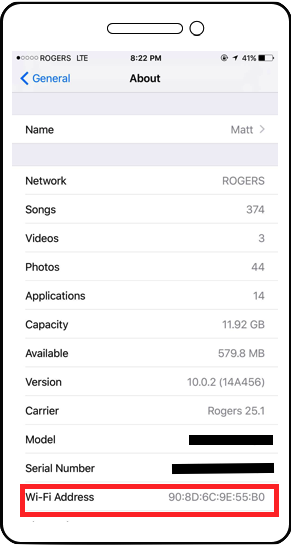 ROGERS LTE 8:22 PM 41%
General About
Name Matt
Network ROGERS
Songs 374
Videos 3
Photos 44
Applications 14
Capacity 11.92 GB
Available 579.8 MB
Version 10.0.2 (14A456)
Carrier Rogers 25.1
Model
Serial Number
Wi-Fi Address 90:8D:6C:9E:55:B0